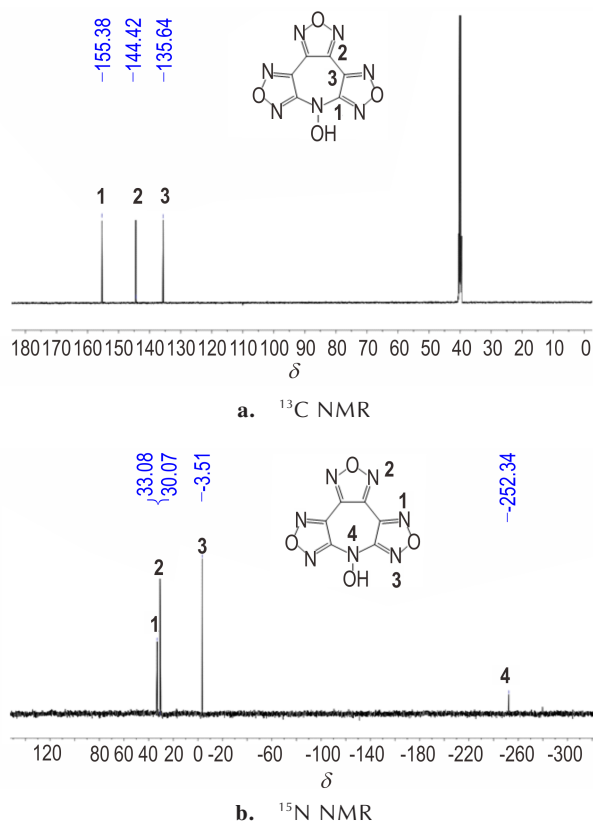 −155.38
−144.42
−135.64
O
N N
2
N 3 N
O O
N N 1 N
OH
1 2 3
180 170 160 150 140 130 120 110 100 90 80 70 60 50 40 30 20 10 0
δ
a. ¹³C NMR
33.08
30.07
−-3.51
−-252.34
O
N N 2
1
N 4 N
O O
N N N 3
OH
3
2
1
4
120 80 60 40 20 0 -20 -60 -100 -140 -180 -220 -260 -300
δ
b. ¹⁵N NMR